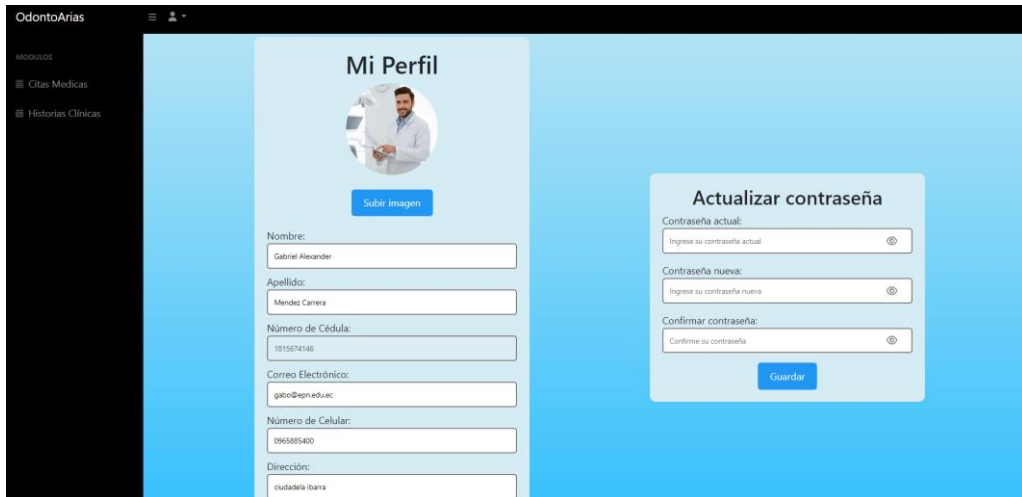 OdontoArias
MODULOS
Citas Medicas
Historias Clínicas
Mi Perfil
Subir imagen
Nombre:
Gabriel Alexander
Apellido:
Mendez Carrera
Número de Cédula:
1815674146
Correo Electrónico:
gabo@epn.edu.ec
Número de Celular:
0965885400
Dirección:
ciudadela ibarra
Actualizar contraseña
Contraseña actual:
Ingrese su contraseña actual
Contraseña nueva:
Ingrese su contraseña nueva
Confirmar contraseña:
Confirme su contraseña
Guardar